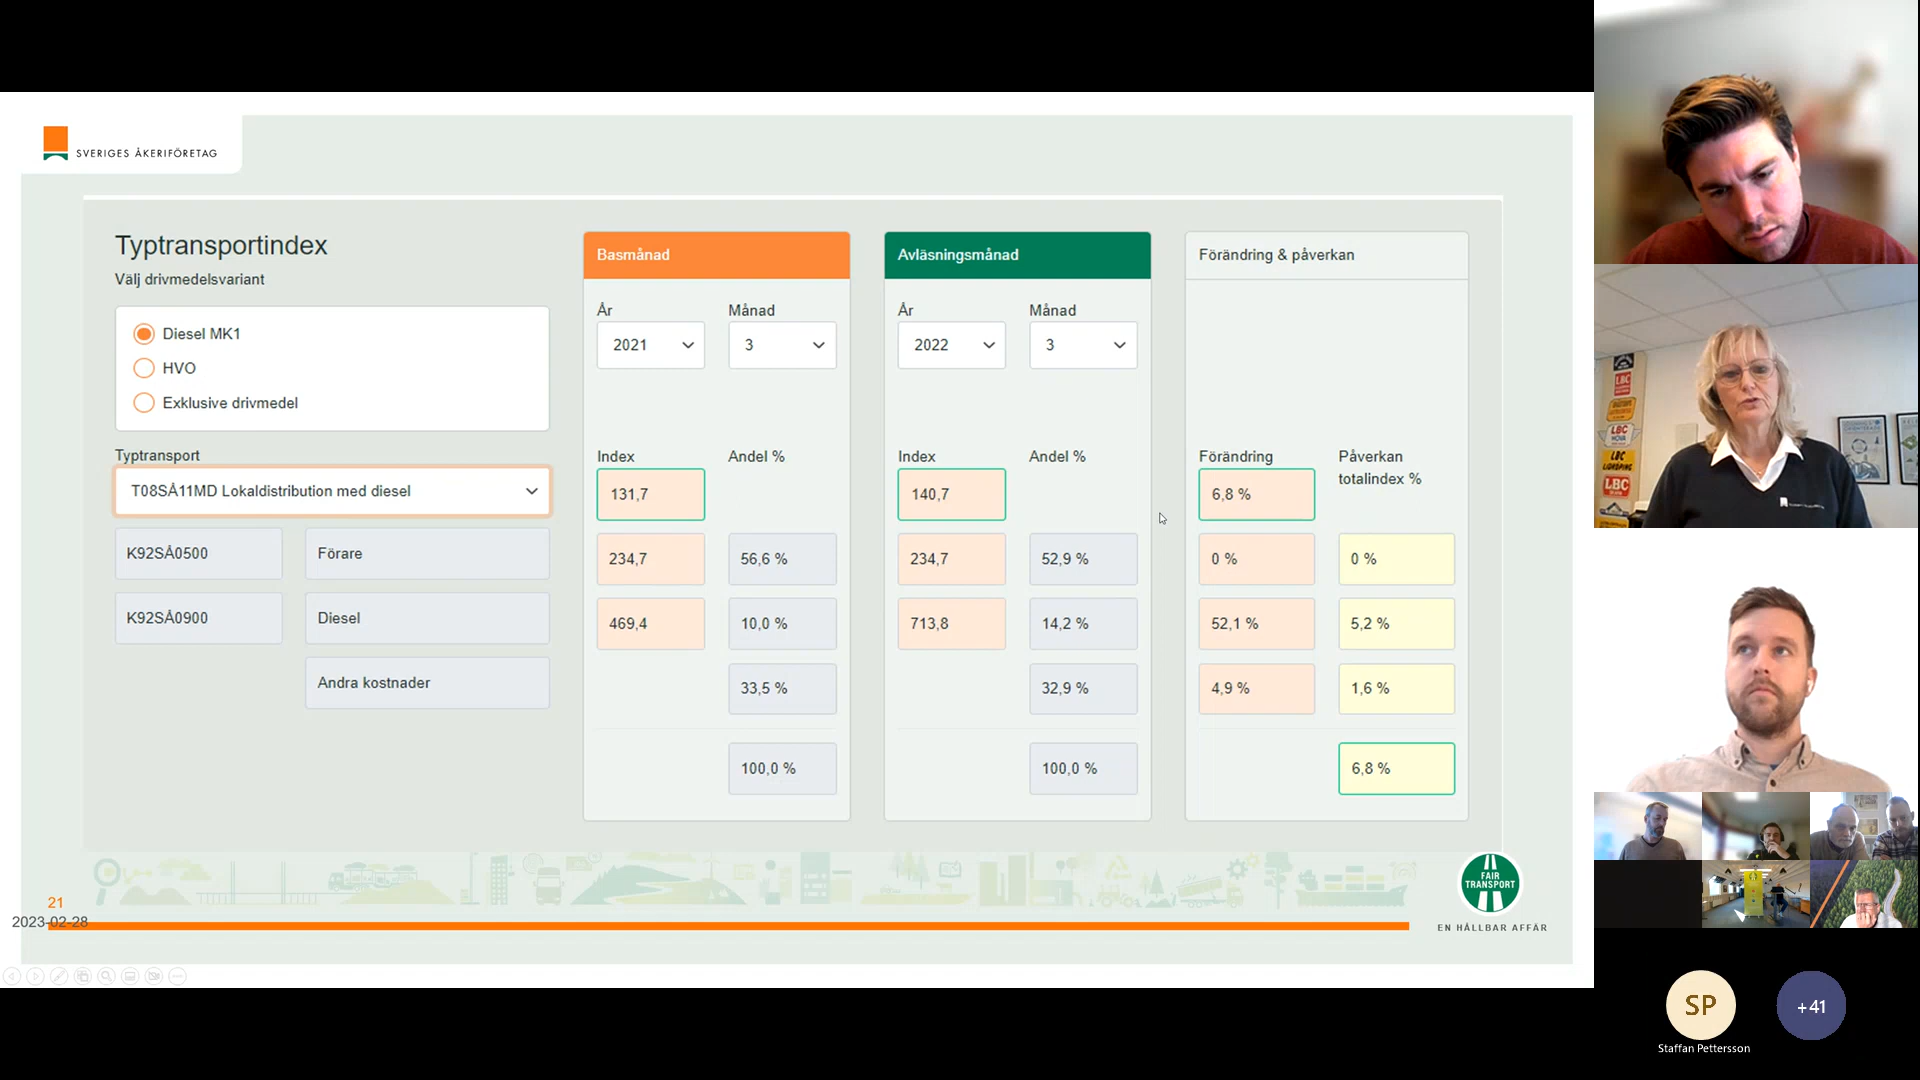 SVERIGES ÅKERIFÖRETAG
Typtransportindex
Välj drivmedelsvariant
Diesel MK1
HVO
Exklusive drivmedel
Typtransport
T08SÅ11MD Lokaldistribution med diesel
K92SÅ0500 Förare
K92SÅ0900 Diesel
Andra kostnader
Basmånad
År Månad
2021 3
Index Andel %
131,7
234,7 56,6 %
469,4 10,0 %
33,5 %
100,0 %
Avläsningsmånad
År Månad
2022 3
Index Andel %
140,7
234,7 52,9 %
713,8 14,2 %
32,9 %
100,0 %
Förändring & påverkan
Förändring Påverkan
totalindex %
6,8 %
0 % 0 %
52,1 % 5,2 %
4,9 % 1,6 %
6,8 %
21
2023-02-28
FAIR
TRANSPORT
EN HÅLLBAR AFFÄR
LBC
LBC
LBC
LBC
SP
+41
Staffan Pettersson